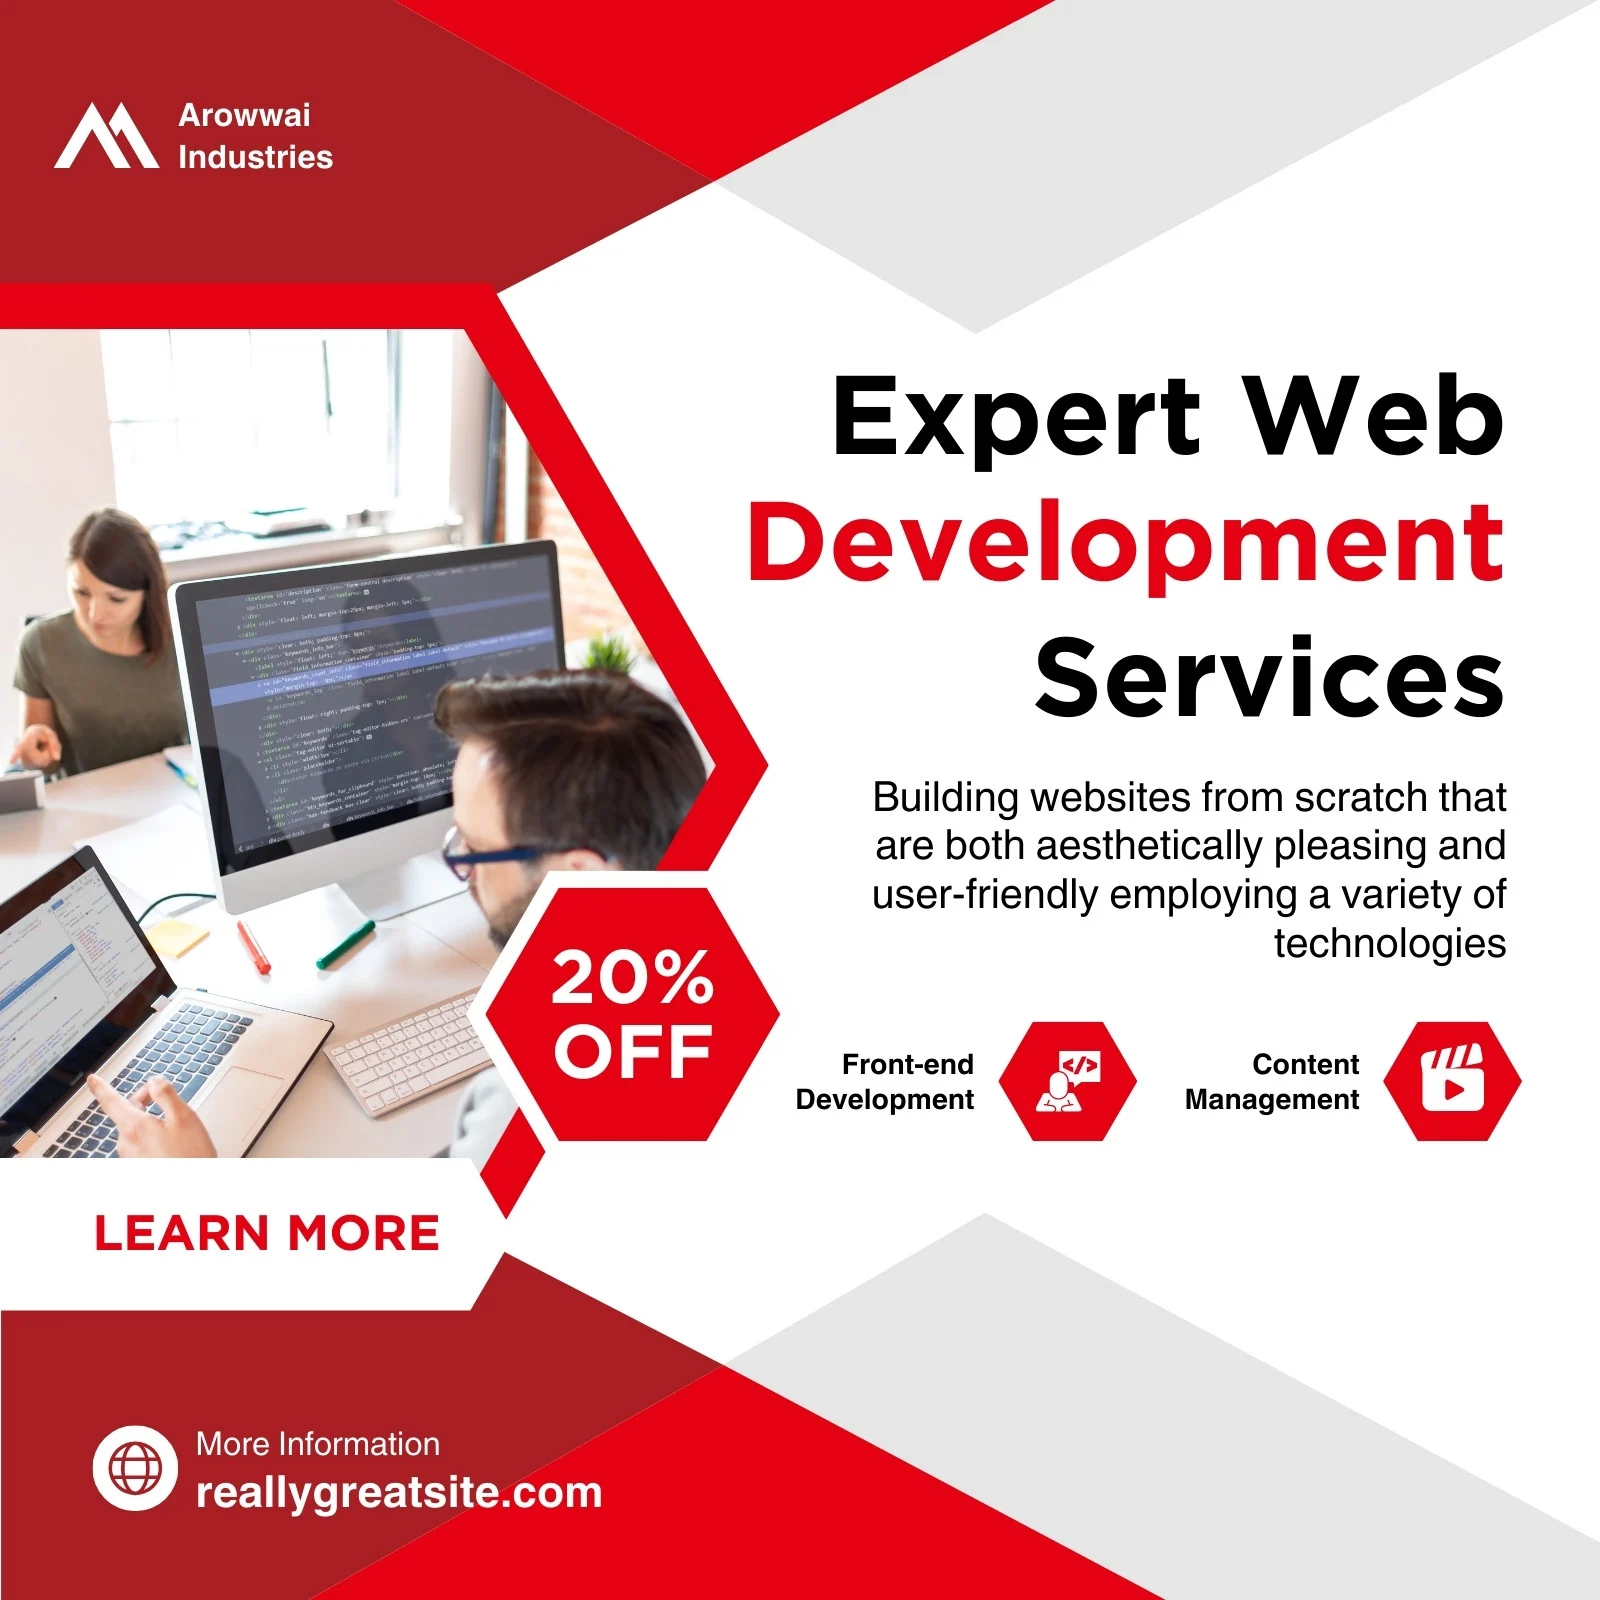 Arowwai
Industries
Expert Web
Development
Services
Building websites from scratch that
are both aesthetically pleasing and
user-friendly employing a variety of
technologies
20%
OFF
Front-end
Development
</>
Content
Management
LEARN MORE
More Information
reallygreatsite.com